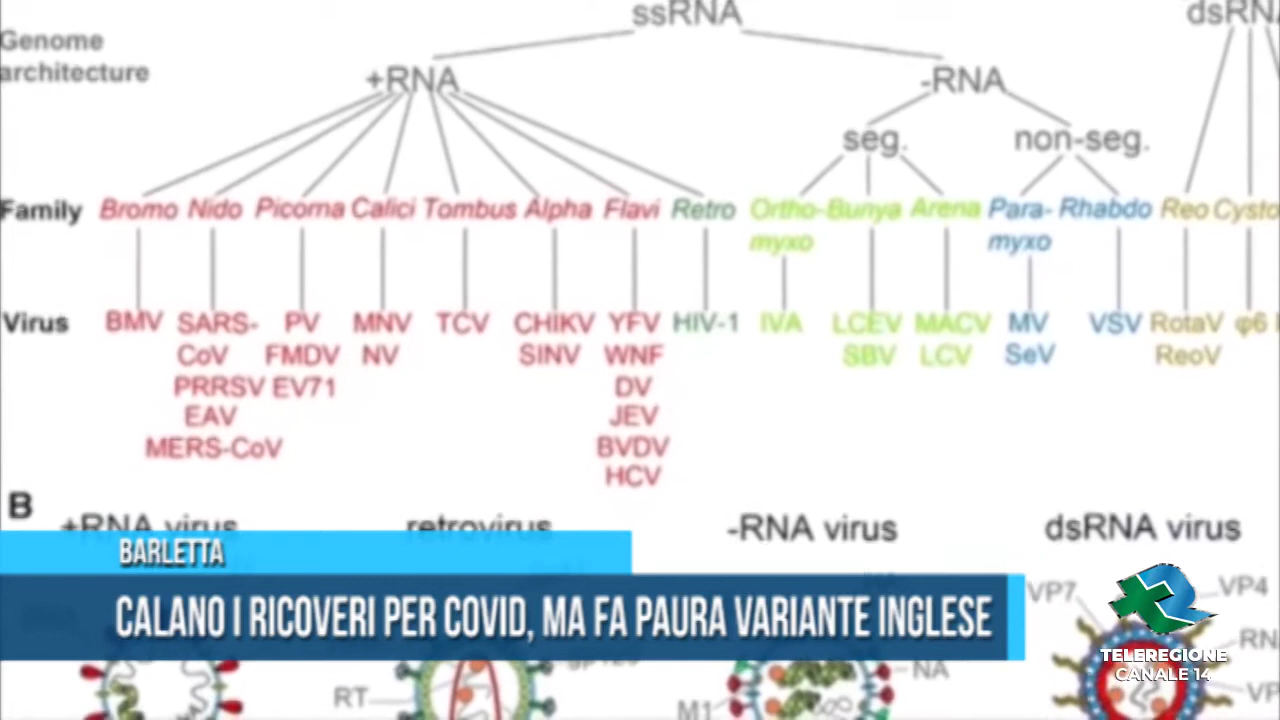 ssRNA
dsRN
Genome
architecture
+RNA
-RNA
seg.
non-seg.
Family Bromo Nido Picorna Calici Tombus Alpha Flavi Retro Ortho- Bunya Arena Para- Rhabdo Reo Cysto
myxo myxo
Virus BMV SARS- PV MNV TCV CHIKV YFV HIV-1 IVA LCEV MACV MV VSV RotaV φ6
CoV FMDV NV SINV WNF SBV LCV SeV ReoV
PRRSV EV71 DV
EAV JEV
MERS-CoV BVDV
HCV
B
+RNA virus retrovirus -RNA virus dsRNA virus
BARLETTA
CALANO I RICOVERI PER COVID, MA FA PAURA VARIANTE INGLESE
VP7 VP4
RN
TELEREGIONE
CANALE 14
RT
NA
VP
M1